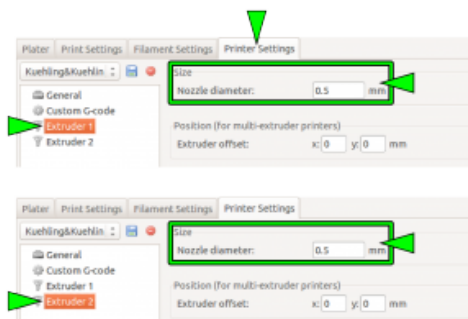 Plater Print Settings Filament Settings Printer Settings
Kuehling&Kuehlin
Size
Nozzle diameter: 0.5 mm
General
Custom G-code
Extruder 1
Position (for multi-extruder printers)
Extruder 2
Extruder offset: x: 0 y: 0 mm
Plater Print Settings Filament Settings Printer Settings
Kuehling&Kuehlin
Size
Nozzle diameter: 0.5 mm
General
Custom G-code
Extruder 1
Position (for multi-extruder printers)
Extruder 2
Extruder offset: x: 0 y: 0 mm